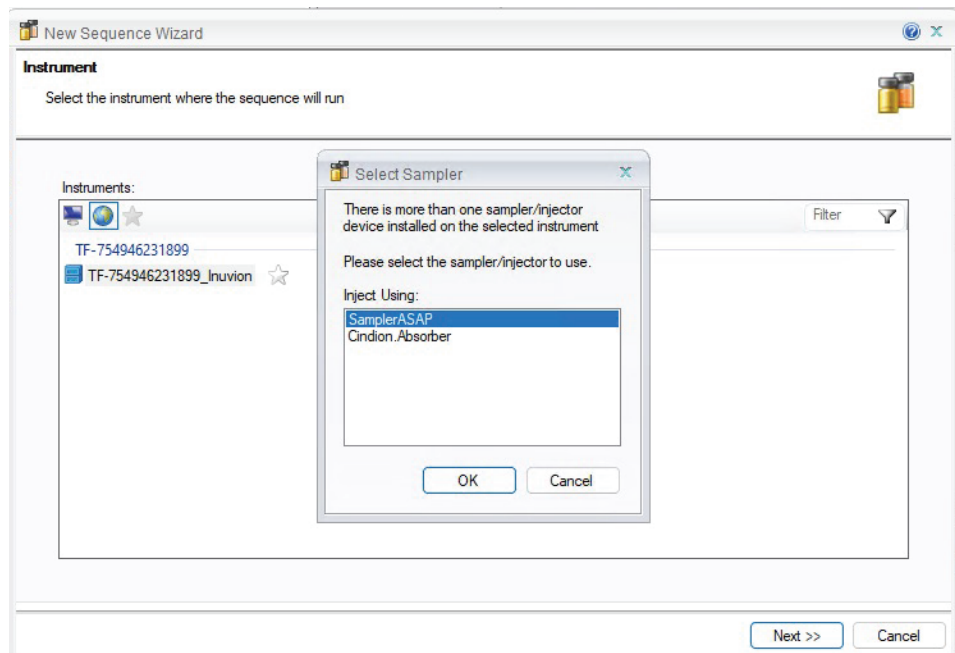 New Sequence Wizard
Instrument
Select the instrument where the sequence will run
Instruments:
Filter
TF-754946231899
TF-754946231899_Inuvion
Select Sampler
There is more than one sampler/injector
device installed on the selected instrument
Please select the sampler/injector to use.
Inject Using:
SamplerASAP
Cindion.Absorber
OK
Cancel
Next >>
Cancel